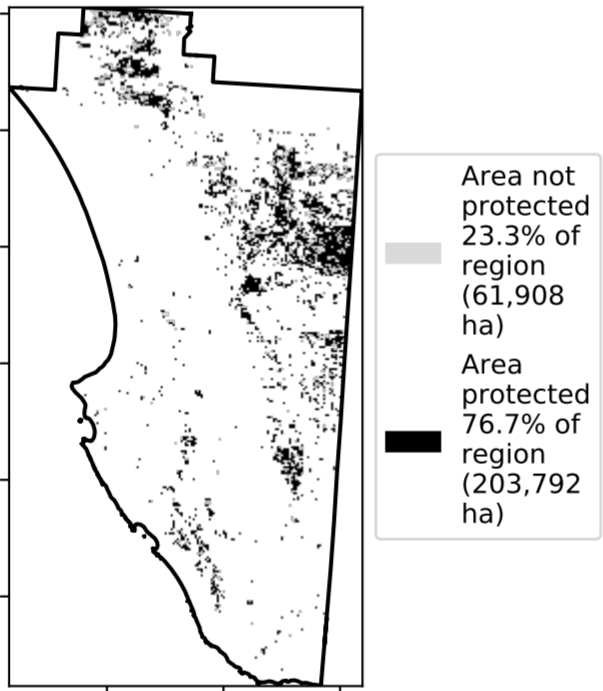 Area not
protected
23.3% of
region
(61,908
ha)
Area
protected
76.7% of
region
(203,792
ha)